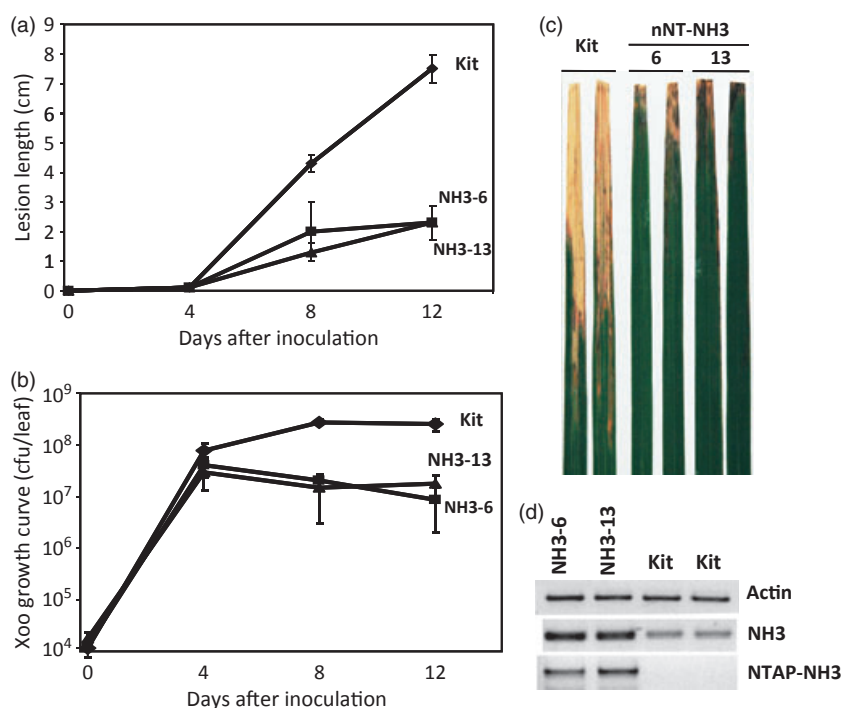 (a)
Lesion length (cm)
9
8
7
6
5
4
3
2
1
0
Kit
NH3-6
NH3-13
0 4 8 12
Days after inoculation
(b)
Xoo growth curve (cfu/leaf)
10⁹
10⁸
10⁷
10⁶
10⁵
10⁴
Kit
NH3-13
NH3-6
0 4 8 12
Days after inoculation
(c)
nNT-NH3
Kit 6 13
(d)
NH3-6 NH3-13 Kit Kit
Actin
NH3
NTAP-NH3